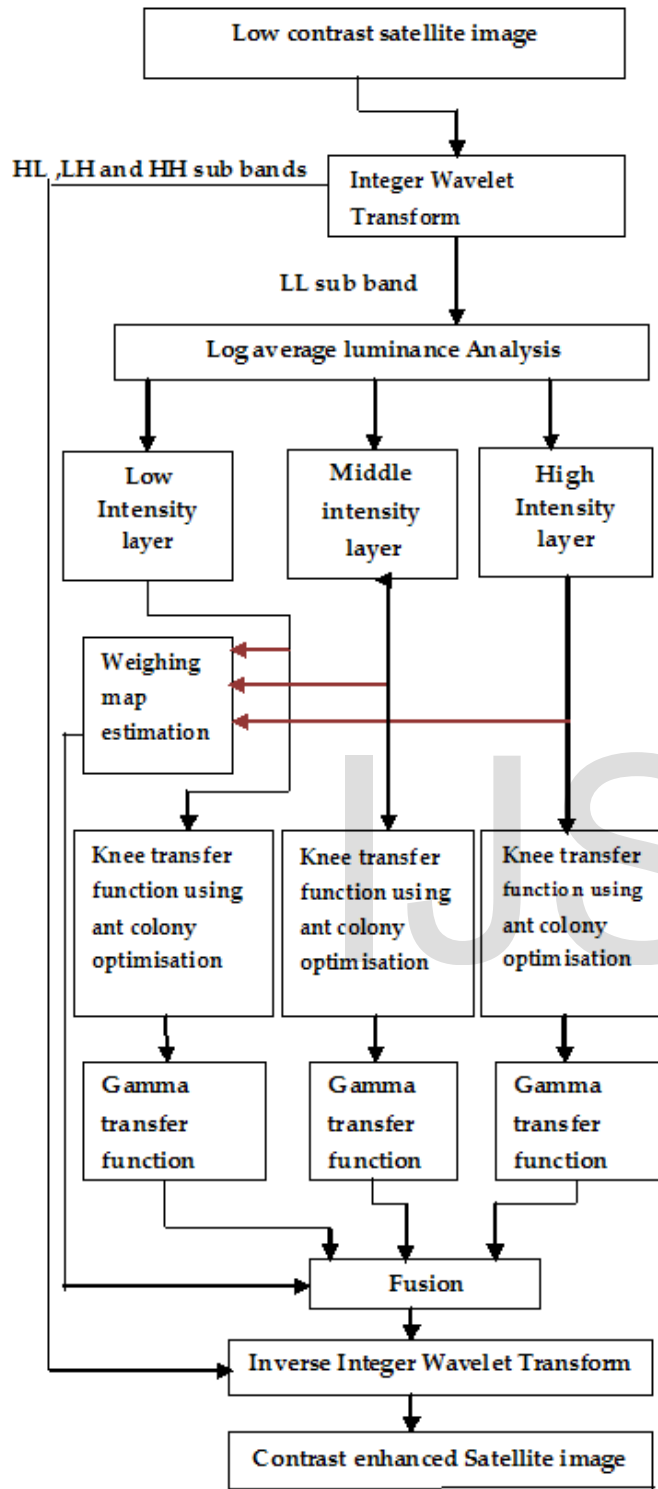 Low contrast satellite image
HL ,LH and HH sub bands
Integer Wavelet
Transform
LL sub band
Log average luminance Analysis
Low
Intensity
layer
Middle
intensity
layer
High
Intensity
layer
Weighing
map
estimation
Knee transfer
function using
ant colony
optimisation
Knee transfer
function using
ant colony
optimisation
Knee transfer
function using
ant colony
optimisation
Gamma
transfer
function
Gamma
transfer
function
Gamma
transfer
function
Fusion
Inverse Integer Wavelet Transform
Contrast enhanced Satellite image
IJS